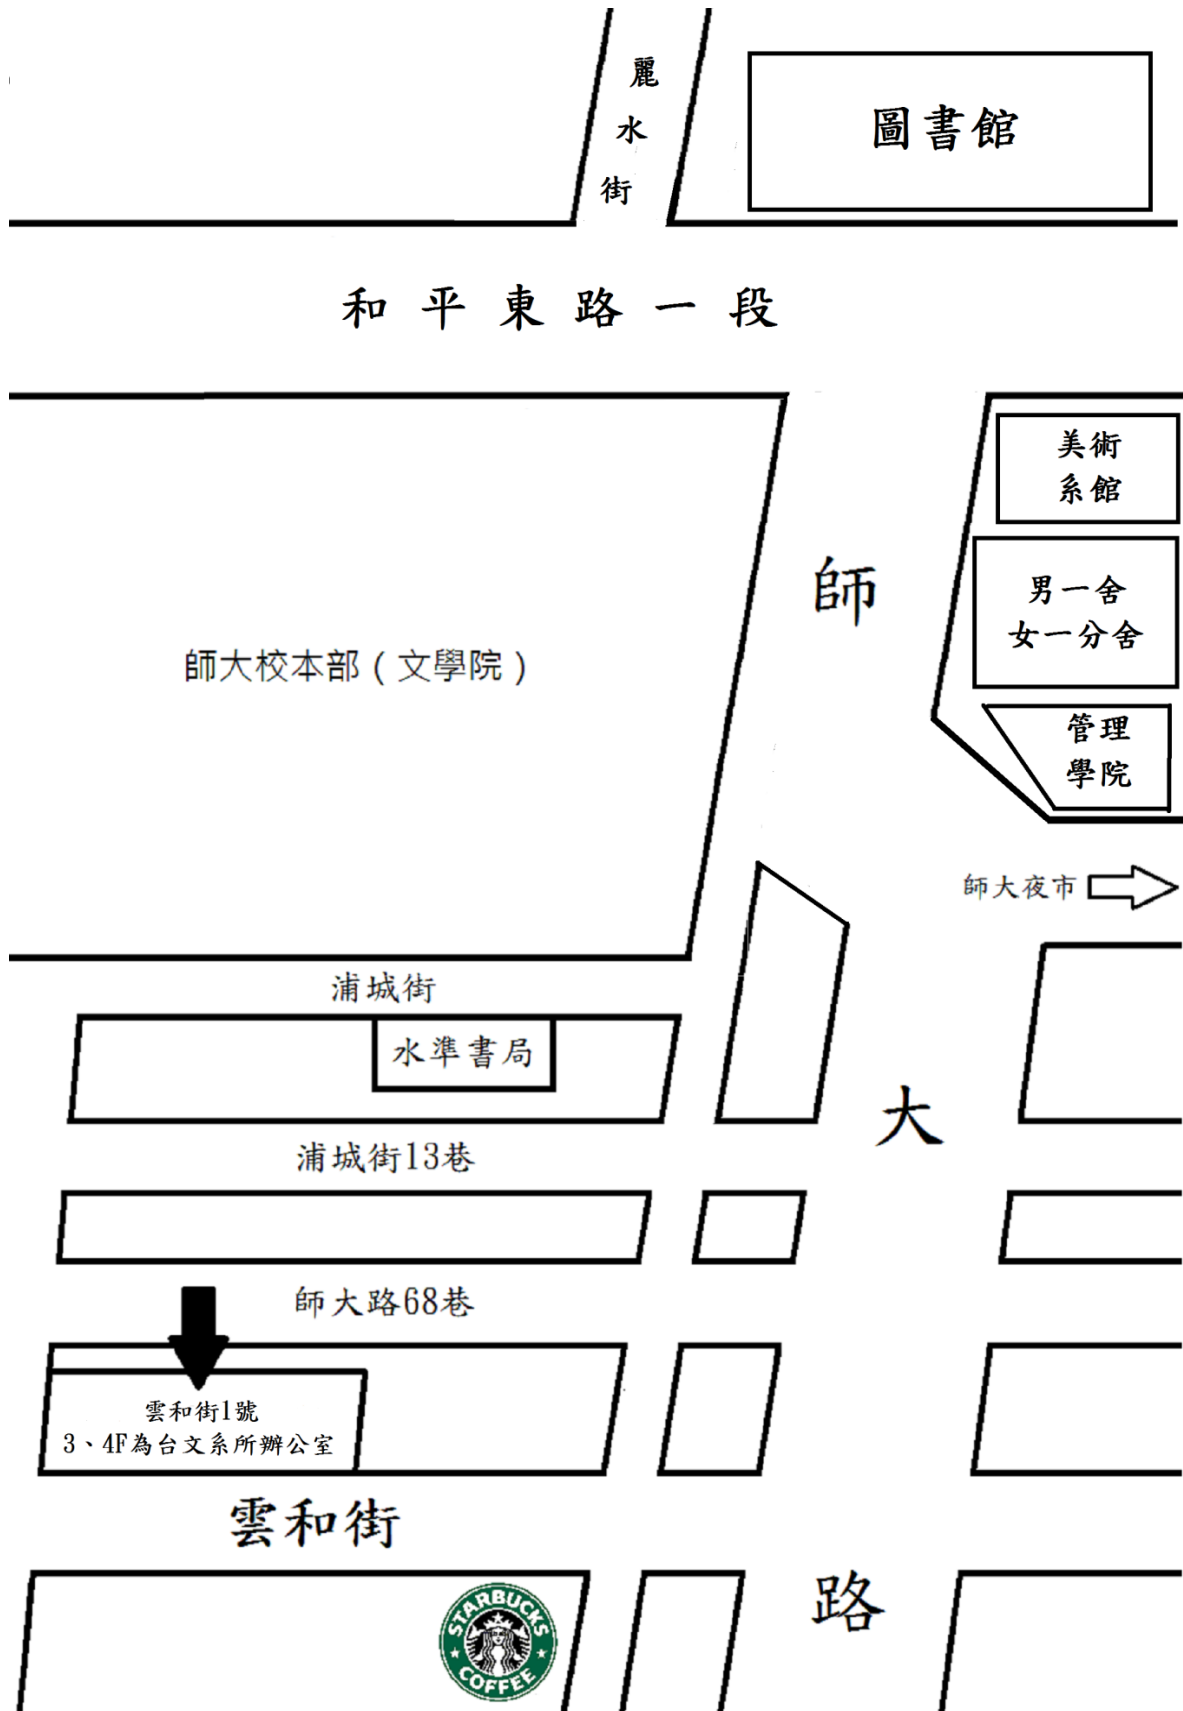 麗水街
圖書館
和平東路一段
美術
系館
師大路
男一舍
女一分舍
師大校本部（文學院）
管理
學院
師大夜市
浦城街
水準書局
浦城街13巷
師大路68巷
雲和街1號
3、4F為台文系所辦公室
雲和街
STARBUCKS
COFFEE